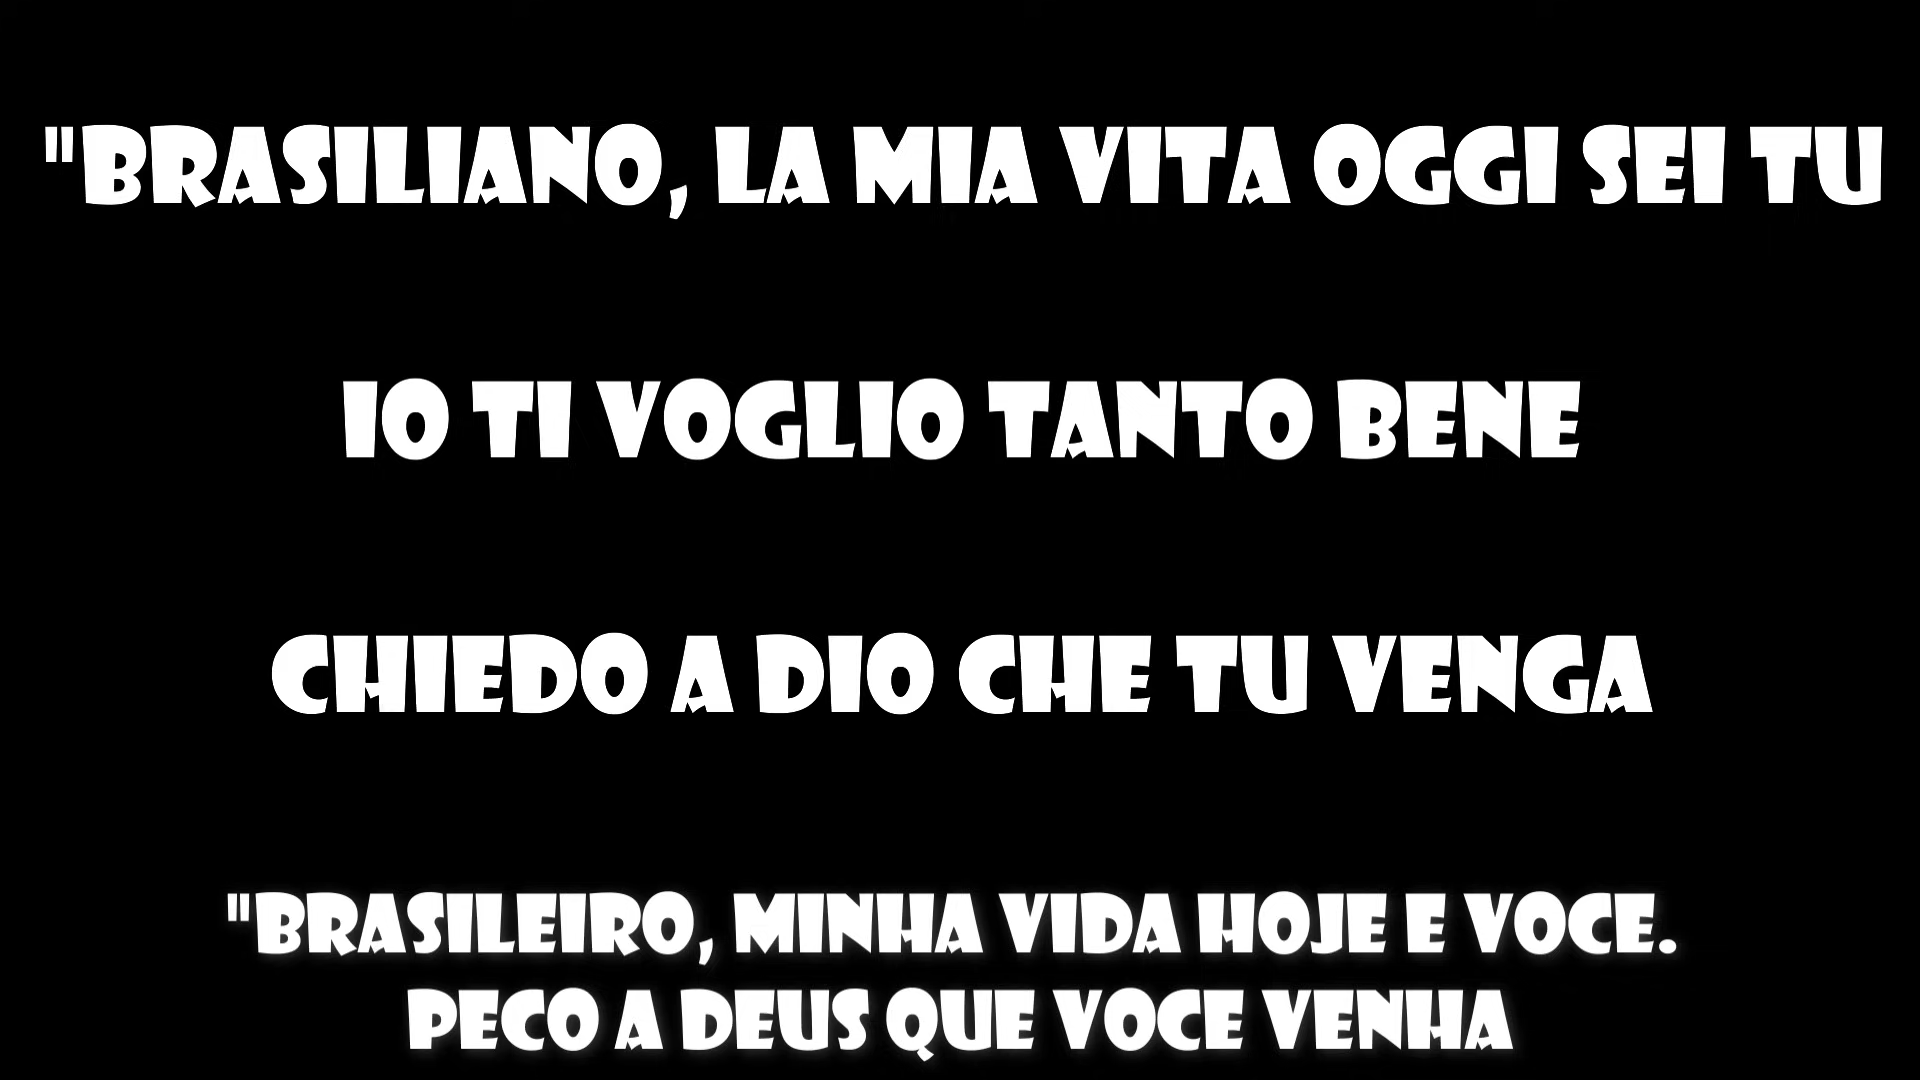 "BRASILIANO, LA MIA VITA OGGI SEI TU
IO TI VOGLIO TANTO BENE
CHIEDO A DIO CHE TU VENGA
"BRASILEIRO, MINHA VIDA HOJE E VOCE.
PECO A DEUS QUE VOCE VENHA